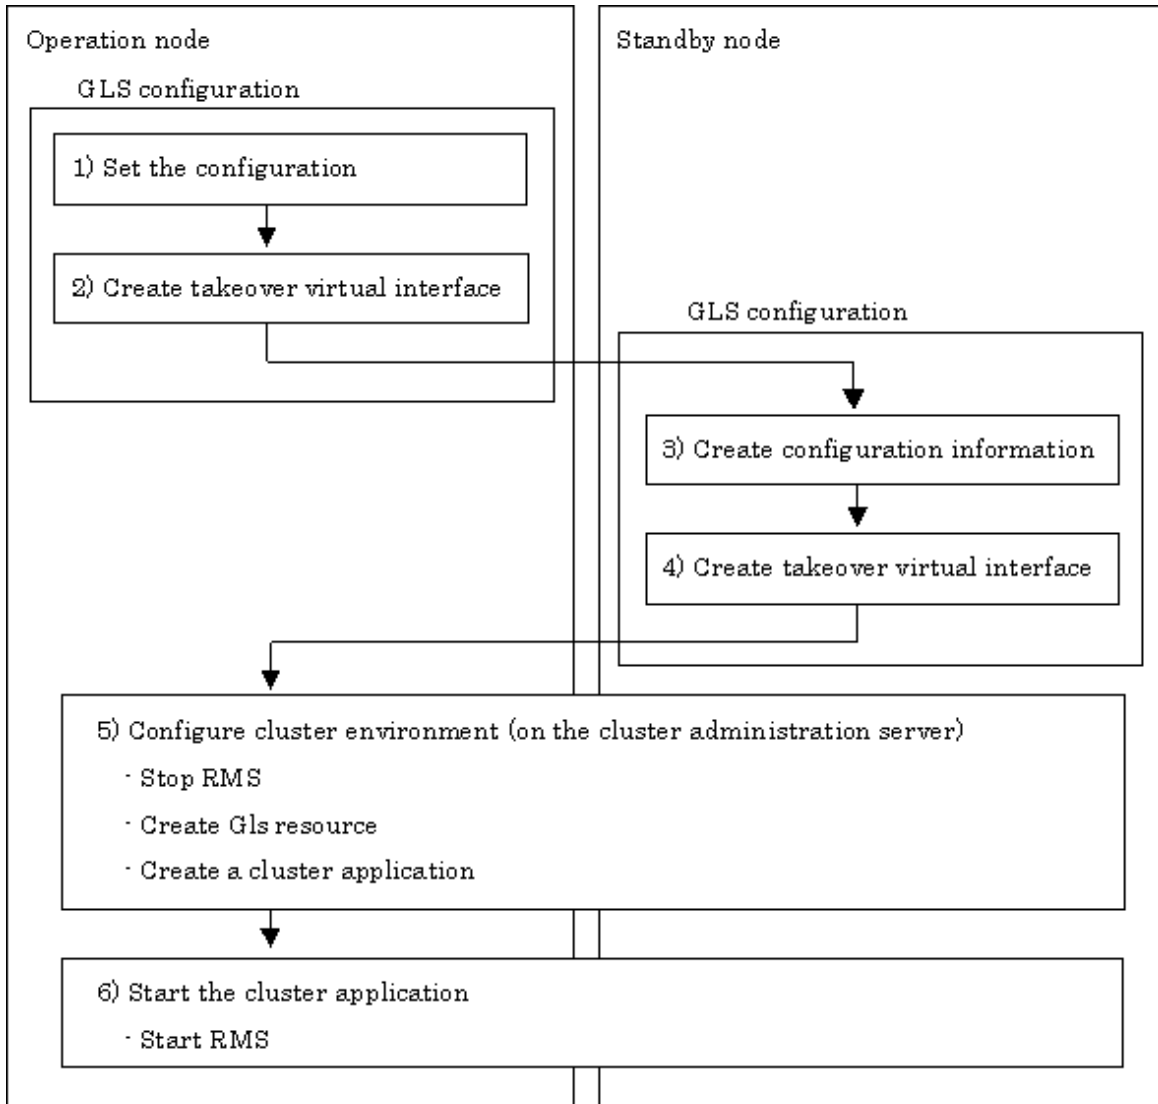 Operation node
GLS configuration
1) Set the configuration
2) Create takeover virtual interface
Standby node
GLS configuration
3) Create configuration information
4) Create takeover virtual interface
5) Configure cluster environment (on the cluster administration server)
- Stop RMS
- Create Gls resource
- Create a cluster application
6) Start the cluster application
- Start RMS